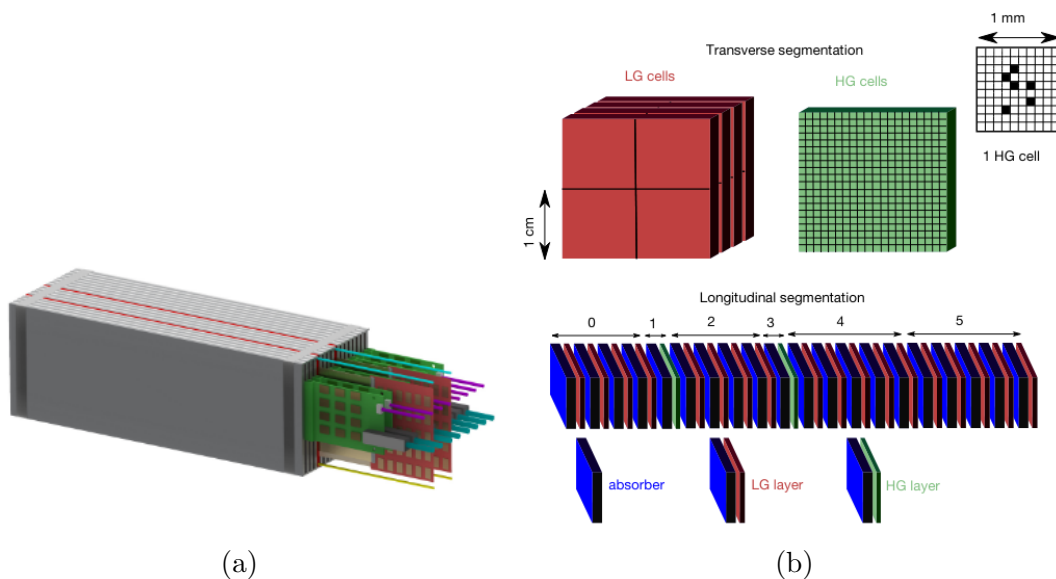 1 mm
Transverse segmentation
LG cells
HG cells
1 HG cell
1 cm
Longitudinal segmentation
0 1 2 3 4 5
absorber
LG layer
HG layer
(a)
(b)